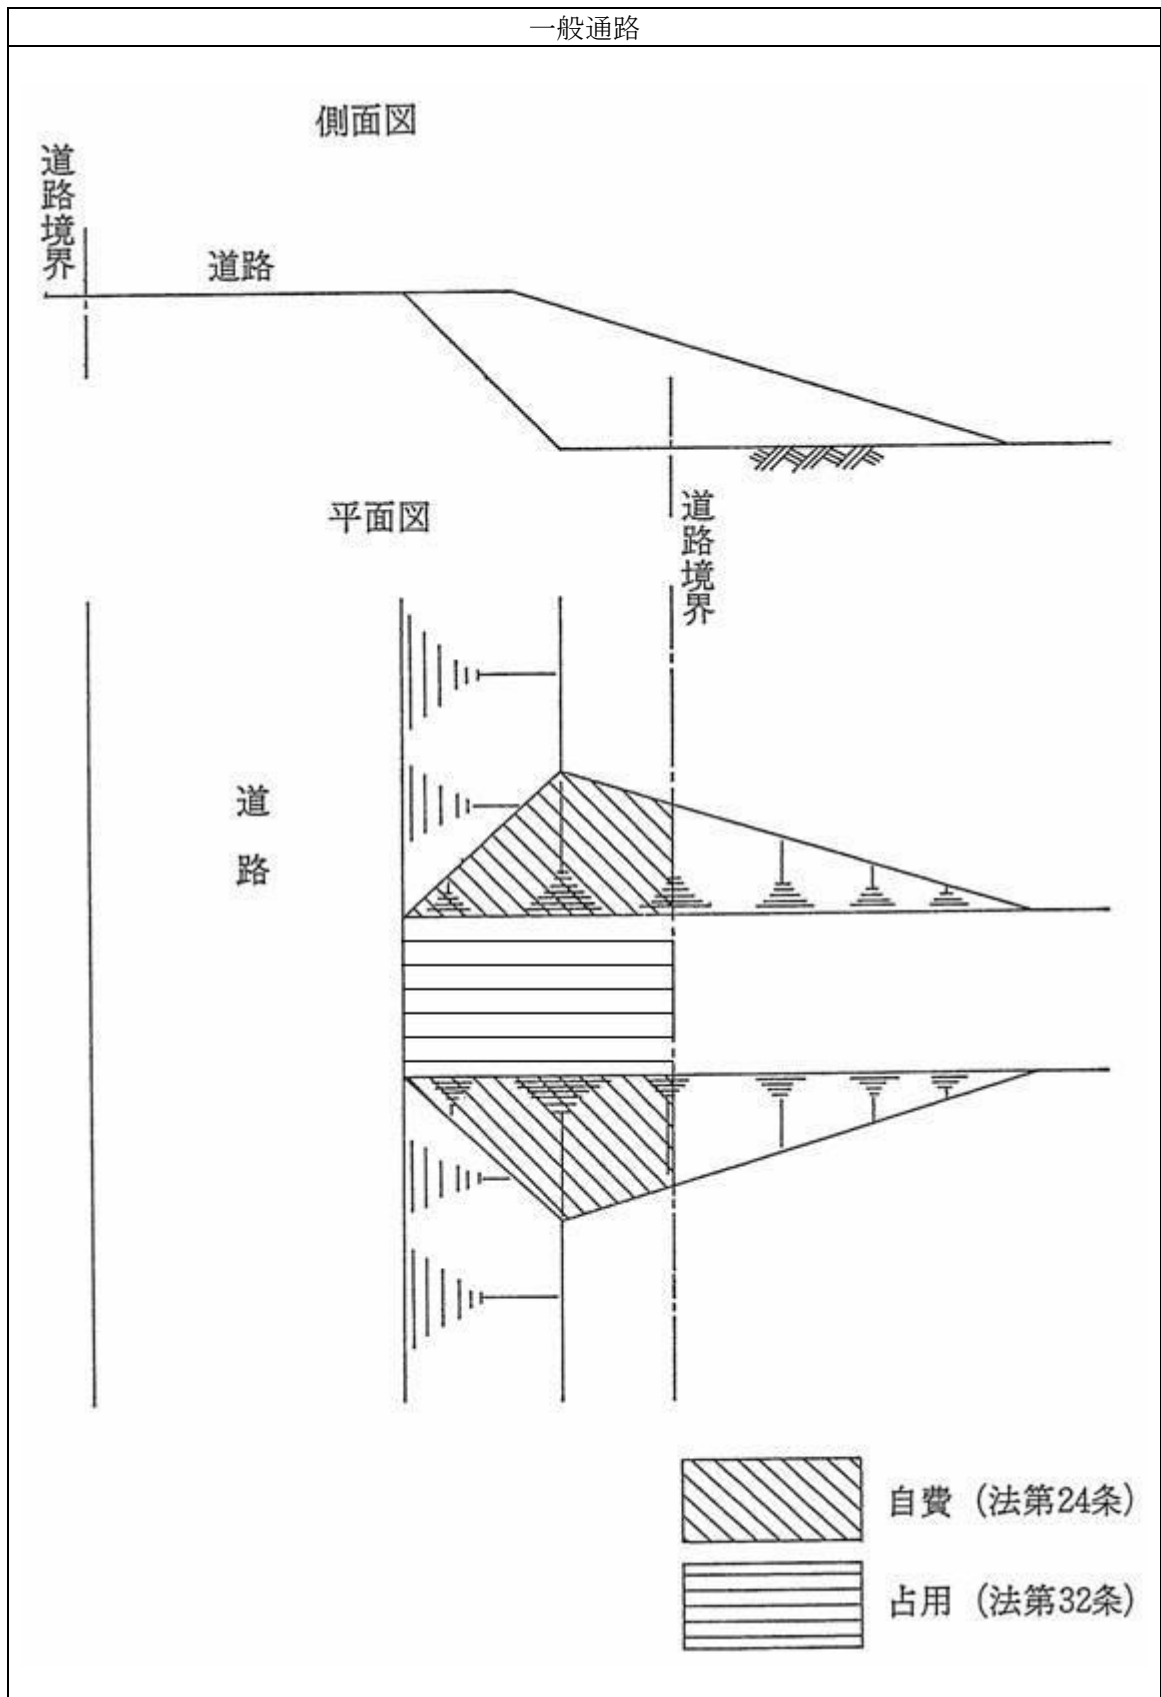 一般通路
側面図
道路境界
道路
道路境界
平面図
道路
自費（法第24条）
占用（法第32条）